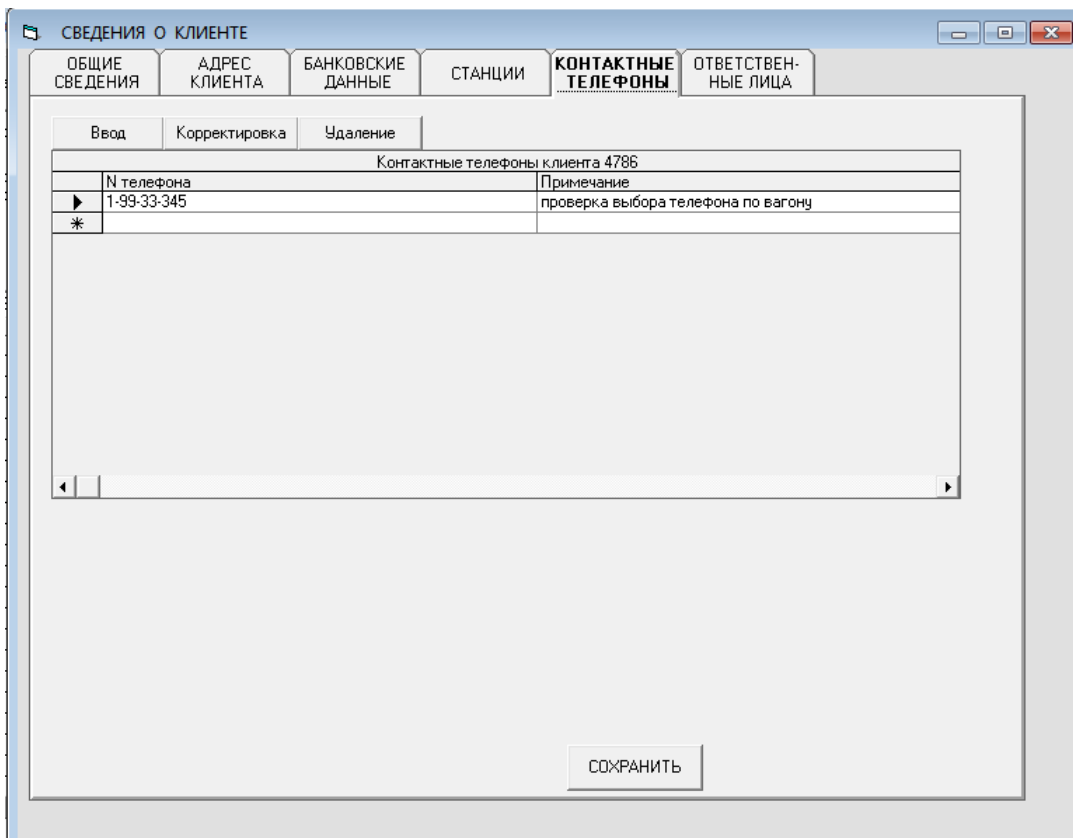 СВЕДЕНИЯ О КЛИЕНТЕ
ОБЩИЕ СВЕДЕНИЯ
АДРЕС КЛИЕНТА
БАНКОВСКИЕ ДАННЫЕ
СТАНЦИИ
КОНТАКТНЫЕ ТЕЛЕФОНЫ
ОТВЕТСТВЕН-
НЫЕ ЛИЦА
Ввод Корректировка Удаление
Контактные телефоны клиента 4786
N телефона Примечание
1-99-33-345 проверка выбора телефона по вагону
СОХРАНИТЬ